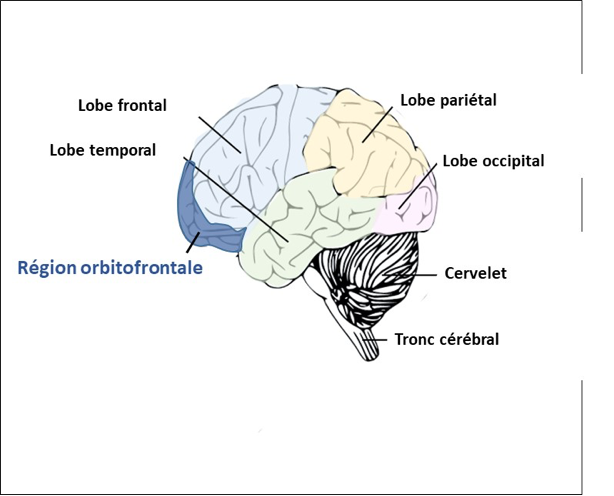 Lobe frontal
Lobe pariétal
Lobe temporal
Lobe occipital
Région orbitofrontale
Cervelet
Tronc cérébral